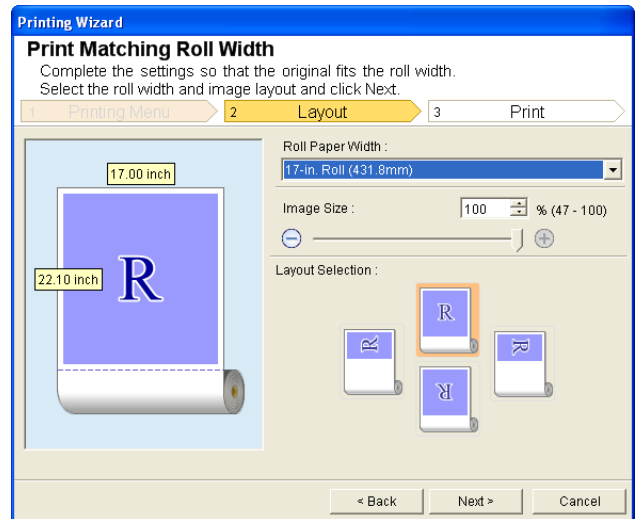 Printing Wizard
Print Matching Roll Width
Complete the settings so that the original fits the roll width.
Select the roll width and image layout and click Next.
1 Printing Menu 2 Layout 3 Print
Roll Paper Width :
17-in. Roll (431.8mm)
17.00 inch
Image Size : 100 % (47 - 100)
22.10 inch
R
Layout Selection :
R
R
R
R
< Back Next > Cancel